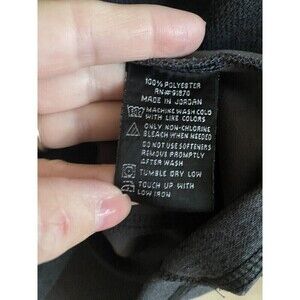 100% POLYESTER
RN#91870
MADE IN JORDAN
MACHINE WASH COLD
WITH LIKE COLORS
ONLY NON-CHLORINE
BLEACH WHEN NEEDED
DO NOT USE SOFTENERS
REMOVE PROMPTLY
AFTER WASH
TUMBLE DRY LOW
TOUCH UP WITH
LOW IRON